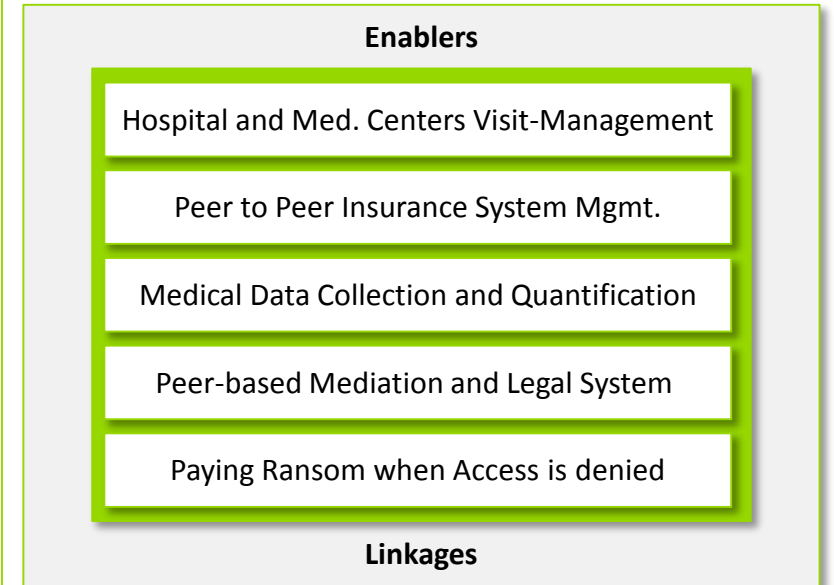 Enablers
Hospital and Med. Centers Visit-Management
Peer to Peer Insurance System Mgmt.
Medical Data Collection and Quantification
Peer-based Mediation and Legal System
Paying Ransom when Access is denied
Linkages